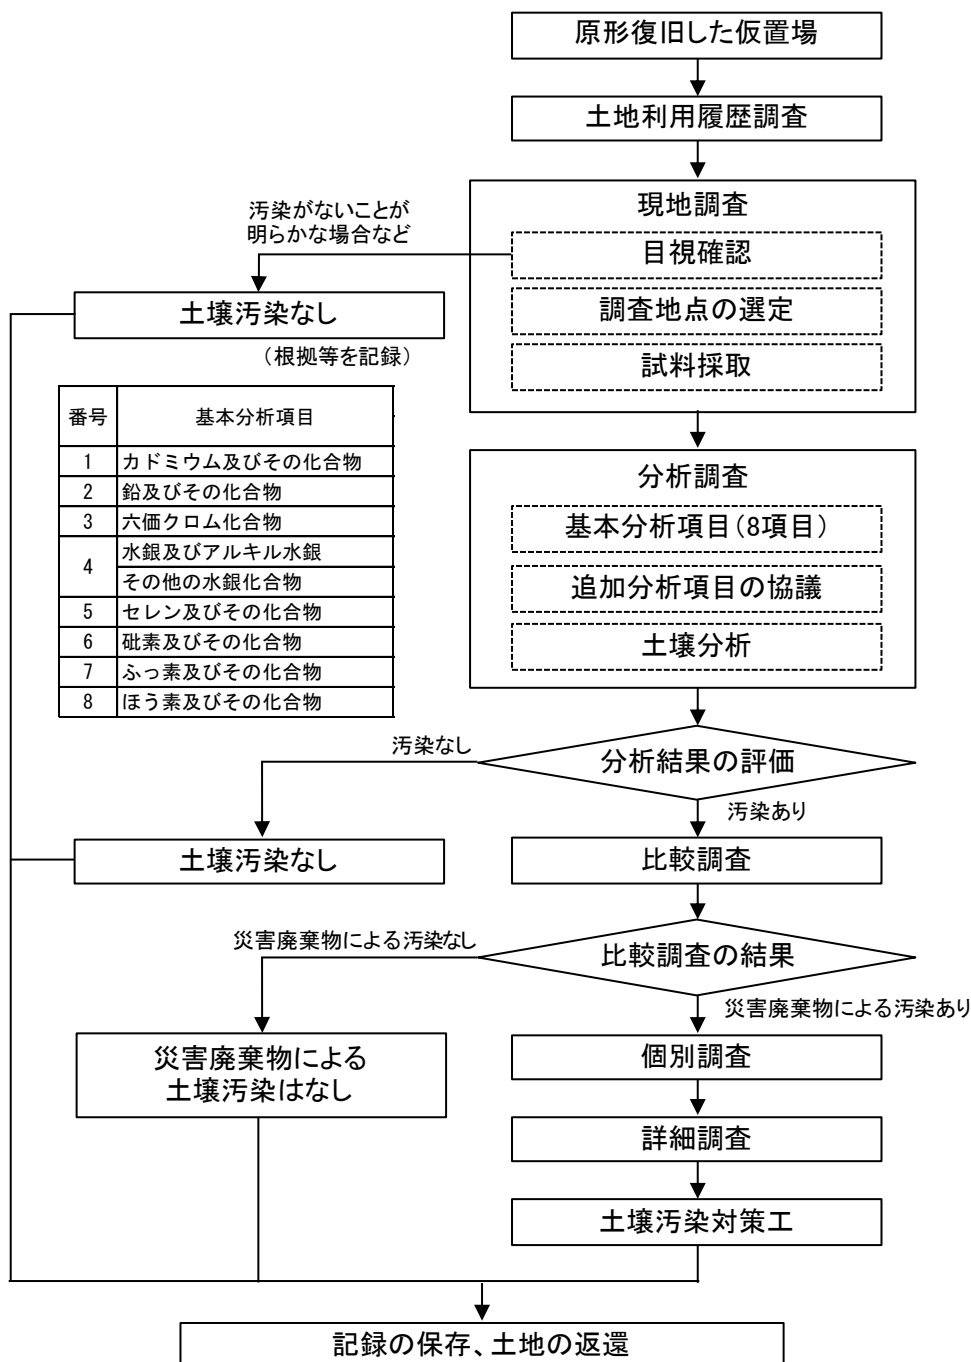 原形復旧した仮置場
土地利用履歴調査
現地調査
目視確認
調査地点の選定
試料採取
汚染がないことが
明らかな場合など
土壌汚染なし
（根拠等を記録）
番号 基本分析項目
1 カドミウム及びその化合物
2 鉛及びその化合物
3 六価クロム化合物
4 水銀及びアルキル水銀
その他の水銀化合物
5 セレン及びその化合物
6 砒素及びその化合物
7 ふっ素及びその化合物
8 ほう素及びその化合物
分析調査
基本分析項目（8項目）
追加分析項目の協議
土壌分析
分析結果の評価
汚染なし
汚染あり
土壌汚染なし
比較調査
比較調査の結果
災害廃棄物による汚染なし
災害廃棄物による汚染あり
災害廃棄物による
土壌汚染はなし
個別調査
詳細調査
土壌汚染対策工
記録の保存、土地の返還